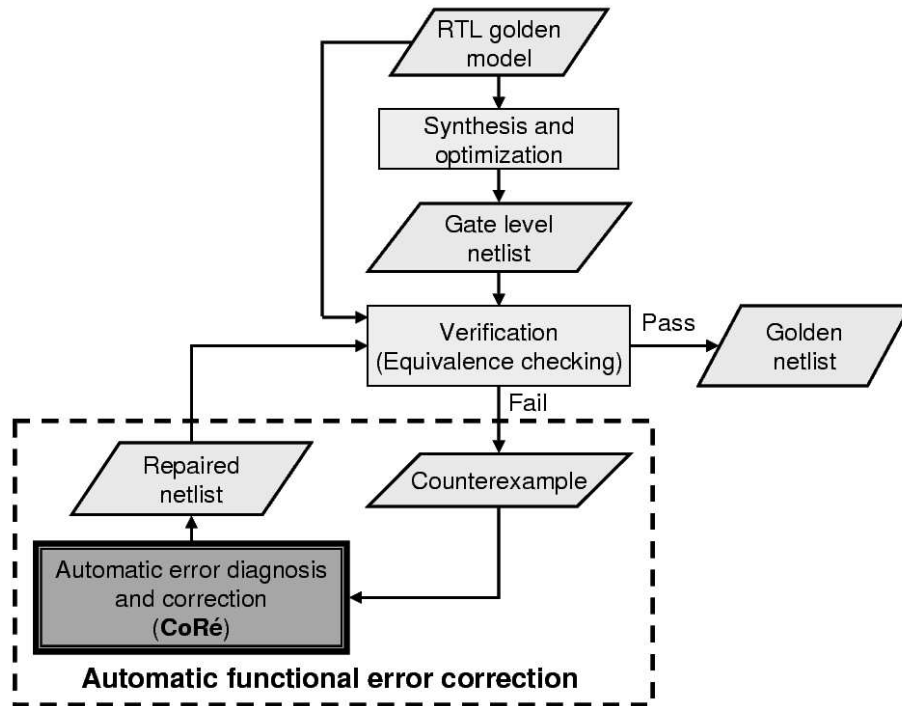 RTL golden
model
Synthesis and
optimization
Gate level
netlist
Verification
(Equivalence checking)
Pass
Golden
netlist
Fail
Repaired
netlist
Counterexample
Automatic error diagnosis
and correction
(CoRé)
Automatic functional error correction